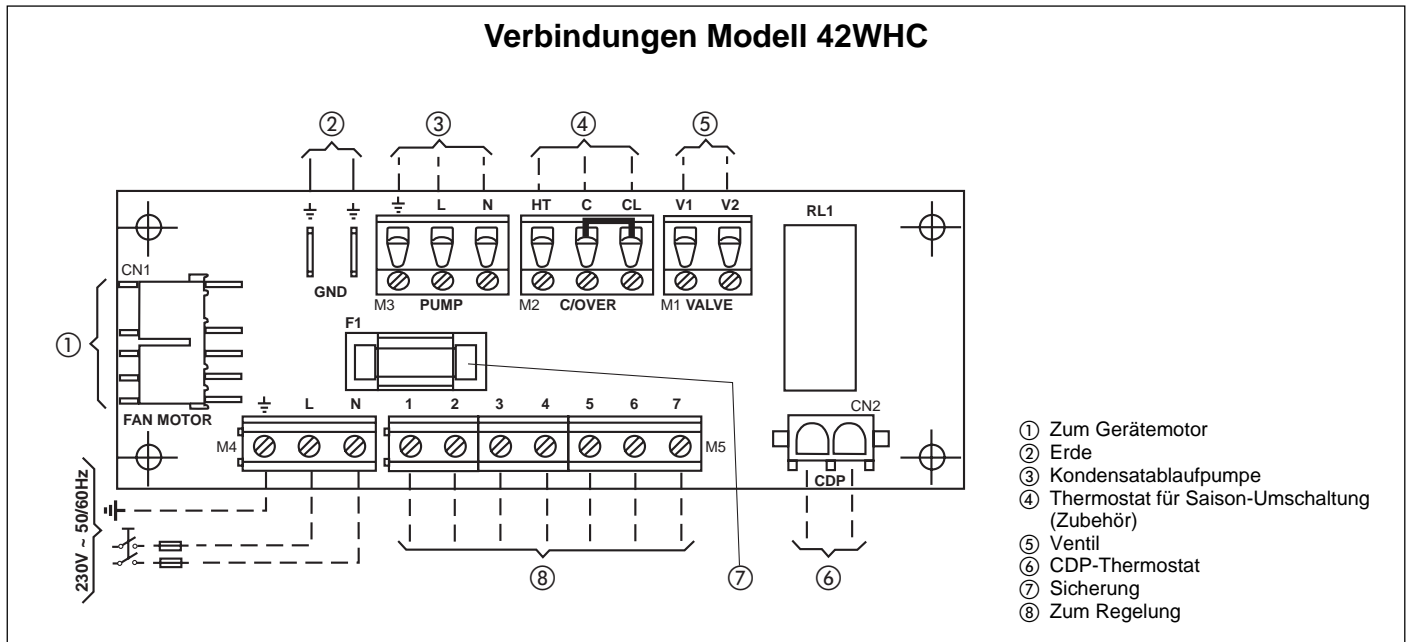 Verbindungen Modell 42WHC
② ③ ④ ⑤
L N HT C CL V1 V2 RL1
CN1
GND
M3 PUMP M2 C/OVER M1 VALVE
F1
①
L N 1 2 3 4 5 6 7 CN2
FAN MOTOR
M4 M5
CDP
230V ~ 50/60Hz
⑧ ⑦ ⑥
① Zum Gerätemotor
② Erde
③ Kondensatablaufpumpe
④ Thermostat für Saison-Umschaltung
(Zubehör)
⑤ Ventil
⑥ CDP-Thermostat
⑦ Sicherung
⑧ Zum Regelung